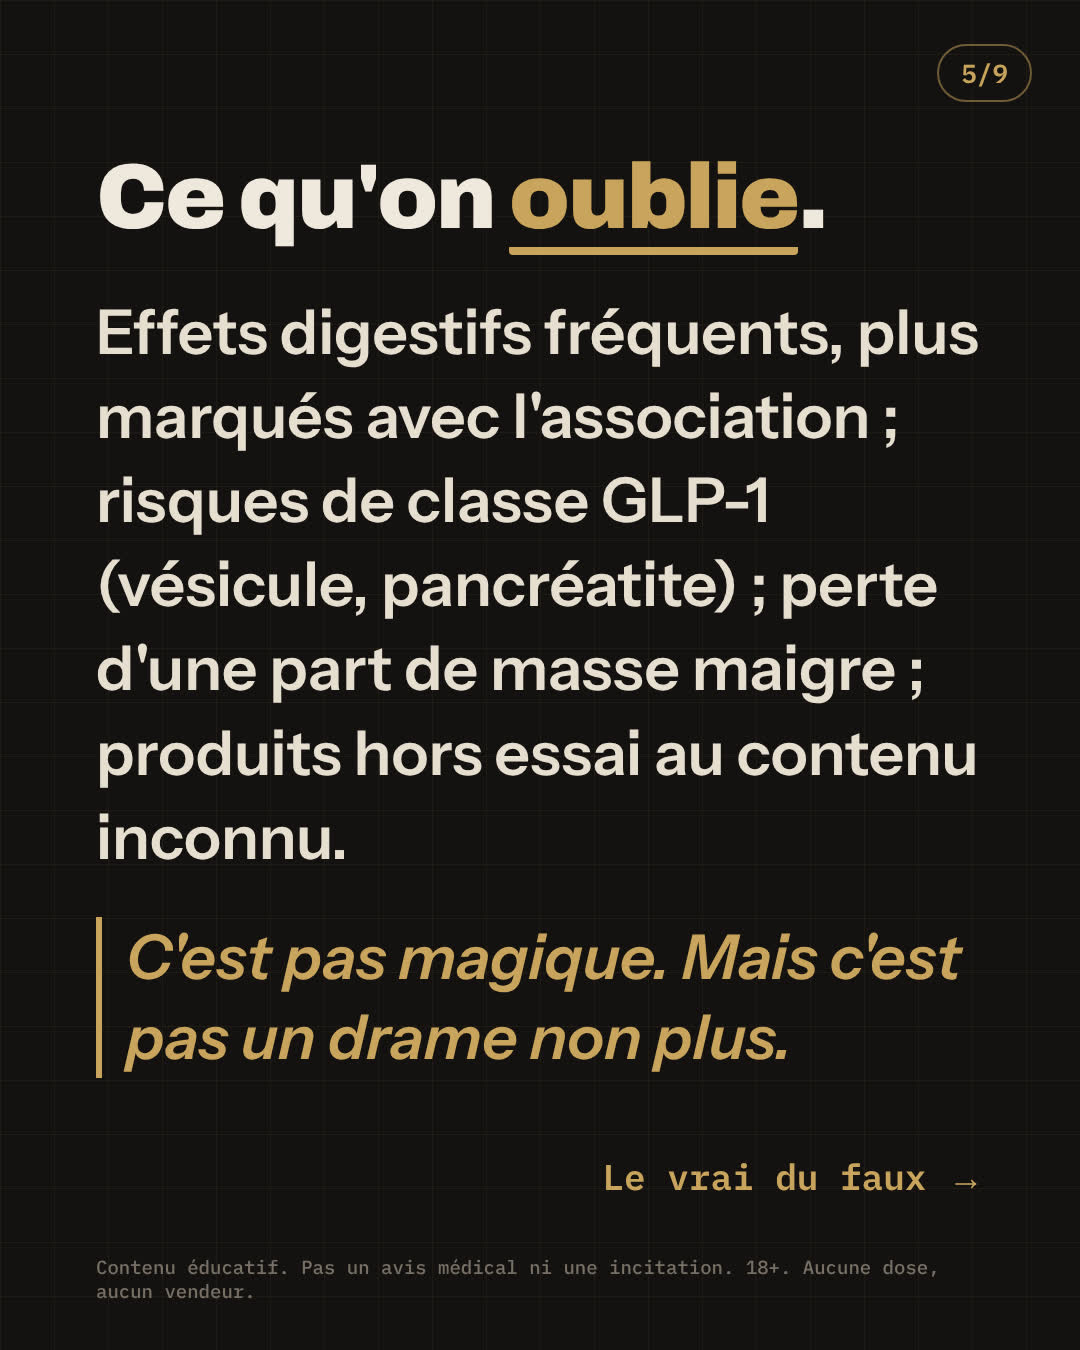 5/9
Ce qu'on oublie.
Effets digestifs fréquents, plus
marqués avec l'association ;
risques de classe GLP-1
(vésicule, pancréatite) ; perte
d'une part de masse maigre ;
produits hors essai au contenu
inconnu.
C'est pas magique. Mais c'est
pas un drame non plus.
Le vrai du faux →
Contenu éducatif. Pas un avis médical ni une incitation. 18+. Aucune dose,
aucun vendeur.